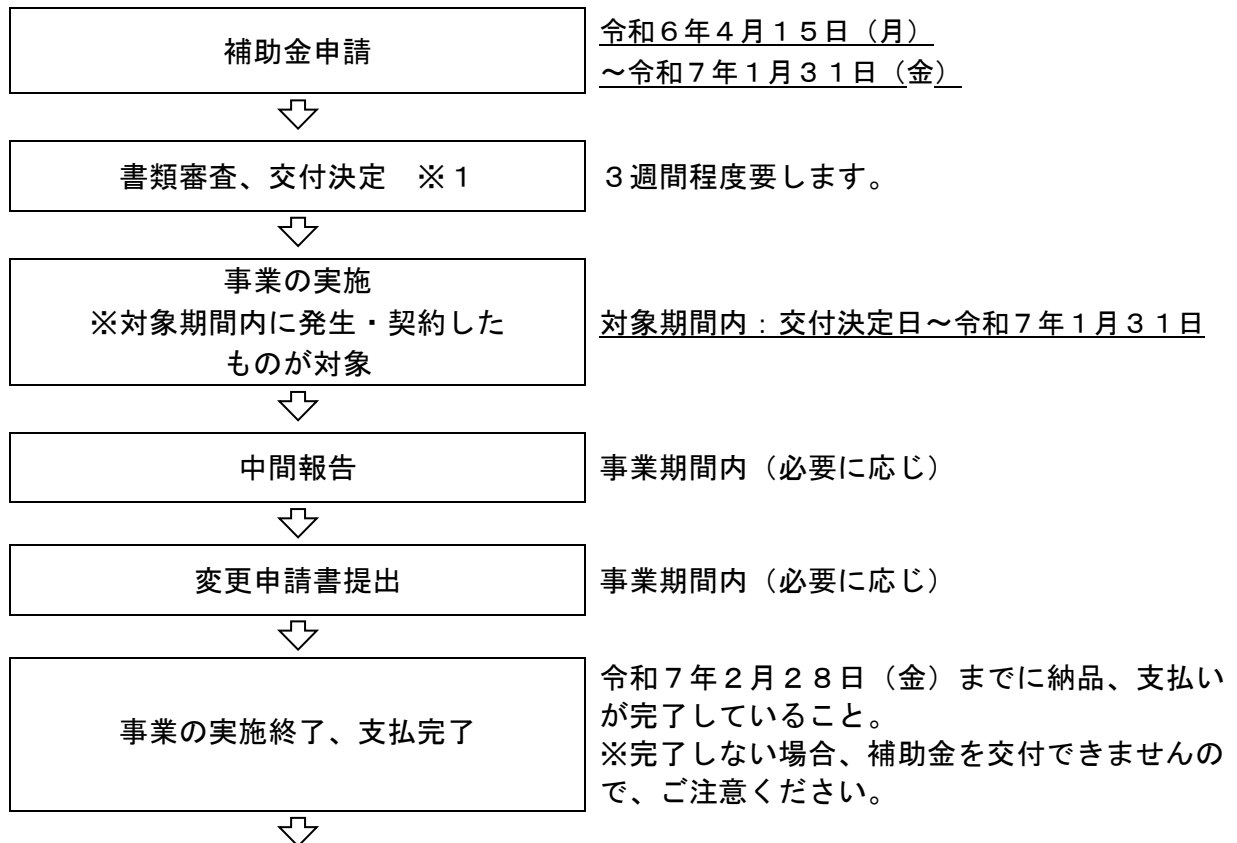 補助金申請
令和６年４月１５日（月）
～令和７年１月３１日（金）
書類審査、交付決定　※１
３週間程度要します。
事業の実施
※対象期間内に発生・契約した
ものが対象
対象期間内：交付決定日～令和７年１月３１日
中間報告
事業期間内（必要に応じ）
変更申請書提出
事業期間内（必要に応じ）
事業の実施終了、支払完了
令和７年２月２８日（金）までに納品、支払い
が完了していること。
※完了しない場合、補助金を交付できませんの
で、ご注意ください。